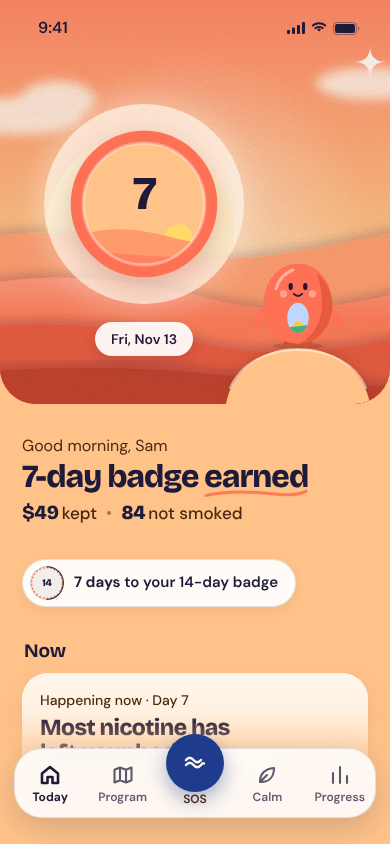 9:41
7
Fri, Nov 13
Good morning, Sam
7-day badge earned
$49 kept • 84 not smoked
14 7 days to your 14-day badge
Now
Happening now · Day 7
Most nicotine has
Today Program SOS Calm Progress